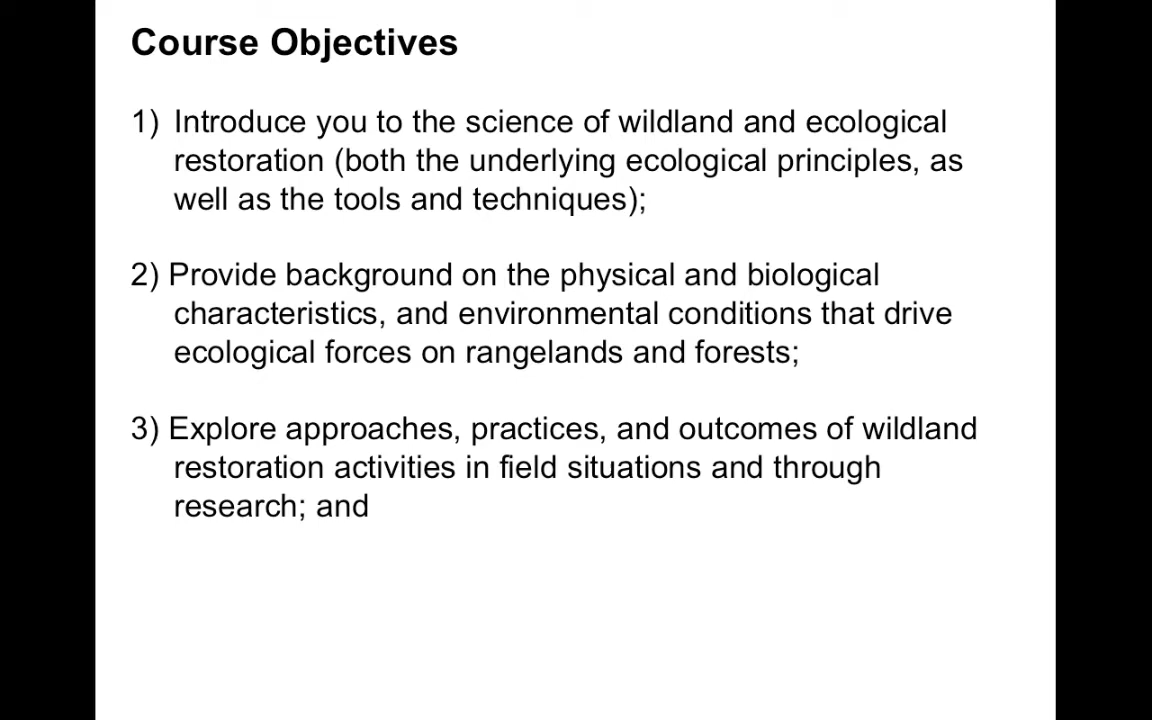 Course Objectives
1) Introduce you to the science of wildland and ecological
restoration (both the underlying ecological principles, as
well as the tools and techniques);
2) Provide background on the physical and biological
characteristics, and environmental conditions that drive
ecological forces on rangelands and forests;
3) Explore approaches, practices, and outcomes of wildland
restoration activities in field situations and through
research; and